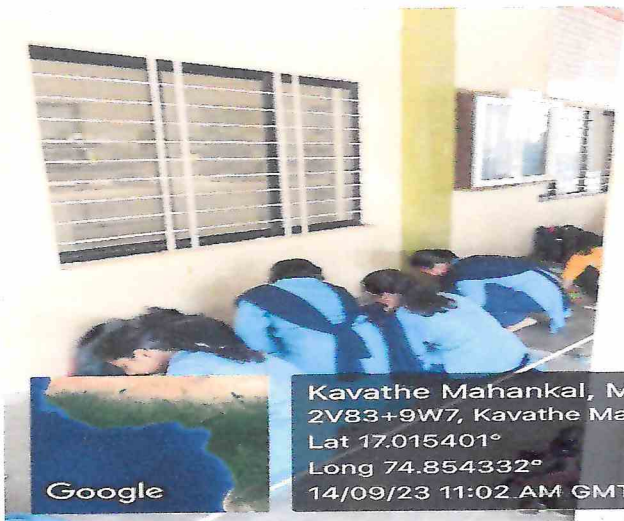 Google
Kavathe Mahankal, M
2V83+9W7, Kavathe Ma
Lat 17.015401°
Long 74.854332°
14/09/23 11:02 AM GMT